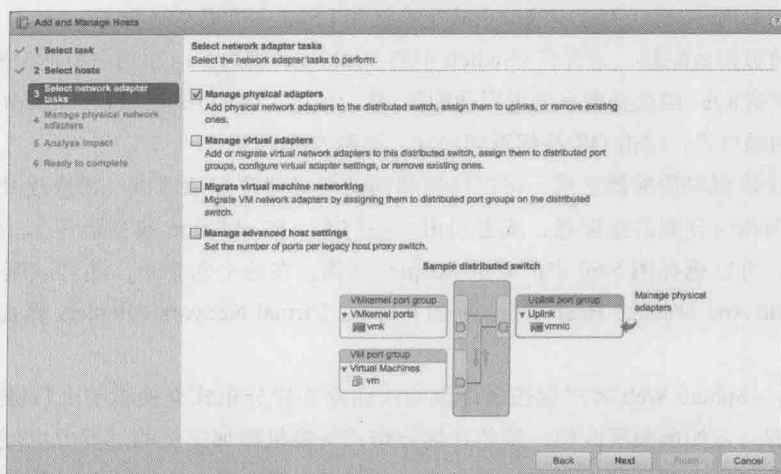 Add and Manage Hosts
1 Select task
2 Select hosts
3 Select network adapter
tasks
4 Manage physical network
adapters
5 Analyze impact
6 Ready to complete
Select network adapter tasks
Select the network adapter tasks to perform.
Manage physical adapters
Add physical network adapters to the distributed switch, assign them to uplinks, or remove existing
ones.
Manage virtual adapters
Add or migrate virtual network adapters to this distributed switch, assign them to distributed port
groups, configure virtual adapter settings, or remove existing ones.
Migrate virtual machine networking
Migrate VM network adapters by assigning them to distributed port groups on the distributed
switch.
Manage advanced host settings
Set the number of ports per legacy host proxy switch.
Sample distributed switch
VMkernel port group
VMkernel ports
vmk
VM port group
Virtual Machines
vm
Uplink port group
Uplink
vmnic
Manage physical
adapters
Back Next Finish Cancel